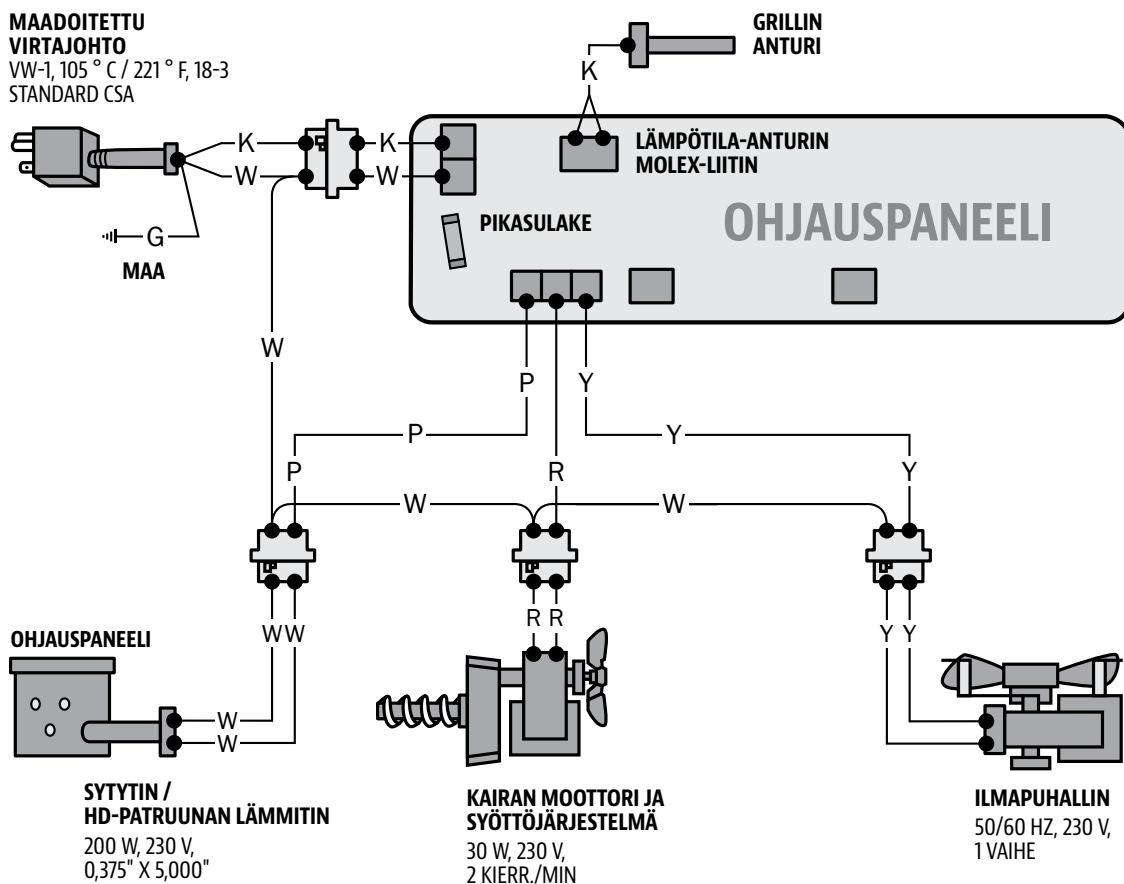 MAADOITETTU
VIRTAJOHTO
VW-1, 105 ° C / 221 ° F, 18-3
STANDARD CSA
GRILLIN
ANTURI
K
LÄMPÖTILA-ANTURIN
MOLEX-LIITIN
K
K
W
W
OHJAUSPANEELI
PIKASULAKE
G
MAA
W
P
Y
P
Y
P
R
Y
W
W
R R
W W
Y Y
OHJAUSPANEELI
W
W
SYTYTIN /
HD-PATRUUNAN LÄMMITIN
200 W, 230 V,
0,375" X 5,000"
KAIRAN MOOTTORI JA
SYÖTTÖJÄRJESTELMÄ
30 W, 230 V,
2 KIERR./MIN
ILMAPUHALLIN
50/60 HZ, 230 V,
1 VAIHE